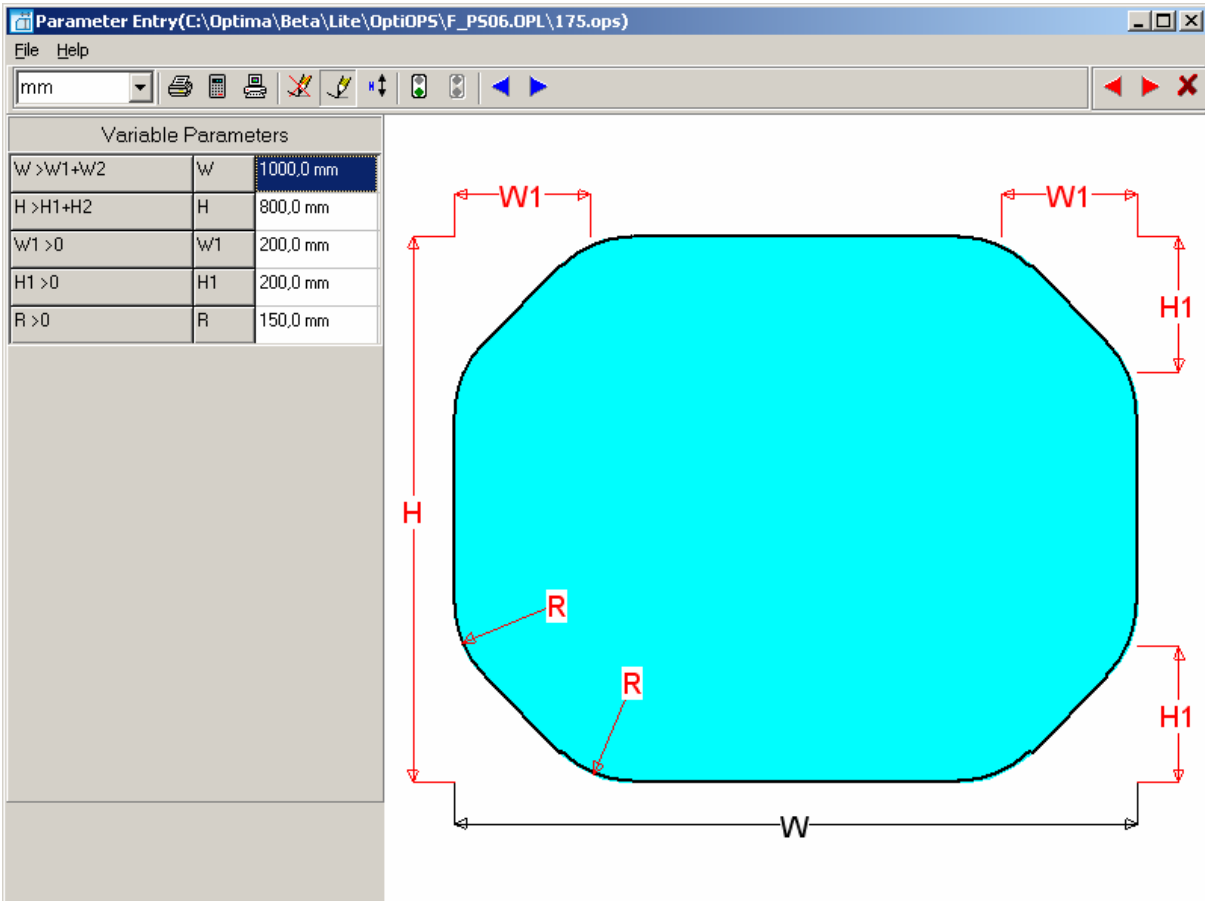 Parameter Entry(C:\Optima\Beta\Lite\OptiOPS\F_PS06.OPL\175.ops)
File Help
mm
Variable Parameters
W >W1+W2 W 1000,0 mm
H >H1+H2 H 800,0 mm
W1 >0 W1 200,0 mm
H1 >0 H1 200,0 mm
R >0 R 150,0 mm
W1 W1
H1
H
R
R
H1
W